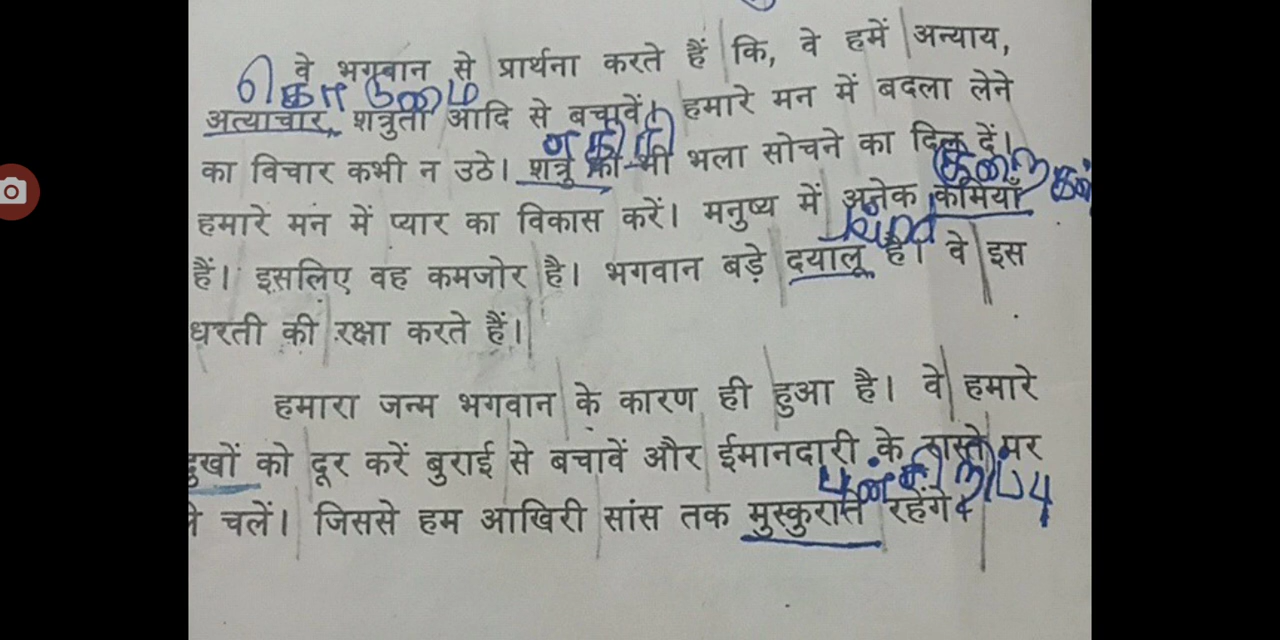 वे भगवान से प्रार्थना करते हैं कि, वे हमें अन्याय,
கொடுமை
अत्याचार, शत्रुता आदि से बचावें। हमारे मन में बदला लेने
का विचार कभी न उठे। शत्रु की भी भला सोचने का दिल दें।
हमारे मन में प्यार का विकास करें। मनुष्य में अनेक कमियाँ
kind
हैं। इसलिए वह कमजोर है। भगवान बड़े दयालू है। वे इस
धरती की रक्षा करते हैं।
हमारा जन्म भगवान के कारण ही हुआ है। वे हमारे
दुखों को दूर करें बुराई से बचावें और ईमानदारी के रास्ते पर
चलें। जिससे हम आखिरी सांस तक मुस्कुराते रहेंगे